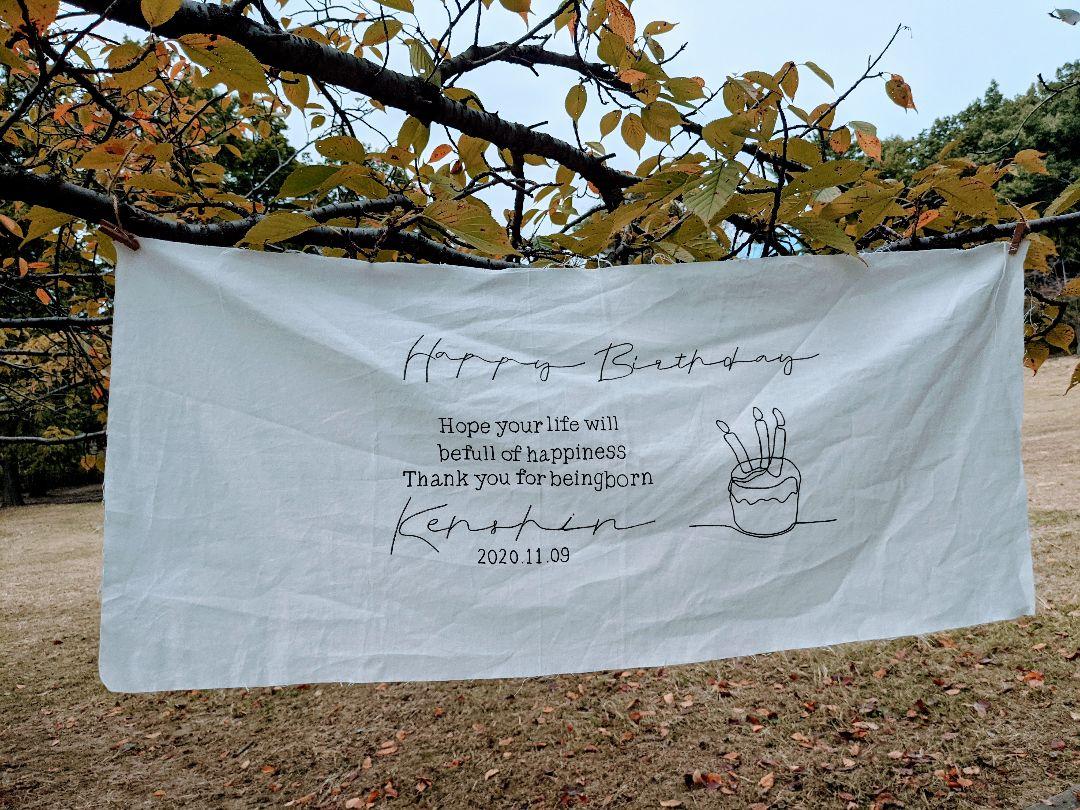 Happy Birthday
Hope your life will
befull of happiness
Thank you for beingborn
Kenshin
2020.11.09